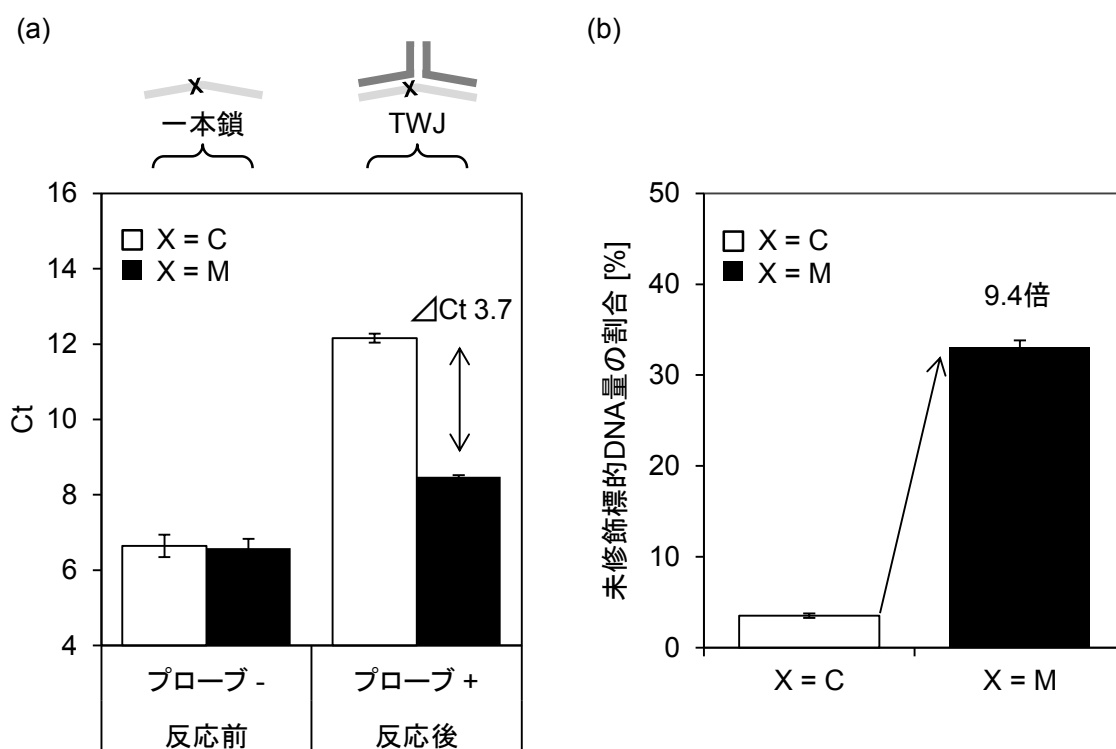 (a)
X
一本鎖
X
TWJ
16
14
12
10
8
6
4
Ct
X = C
X = M
⊿Ct 3.7
プローブ -
プローブ +
反応前
反応後
(b)
50
40
30
20
10
0
未修飾標的DNA量の割合 [%]
X = C
X = M
9.4倍
X = C
X = M